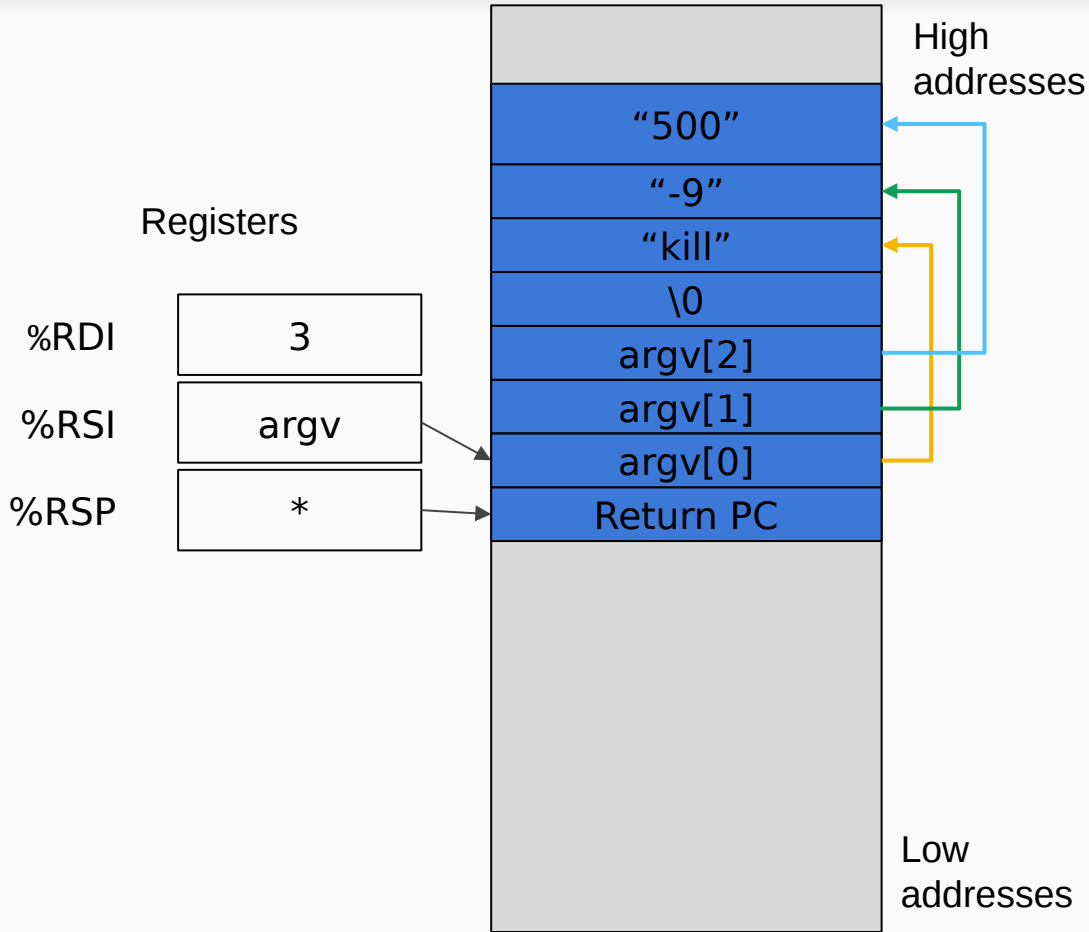 High
addresses
“500”
“-9”
“kill”
\0
argv[2]
argv[1]
argv[0]
Return PC
Registers
%RDI
3
%RSI
argv
%RSP
*
Low
addresses